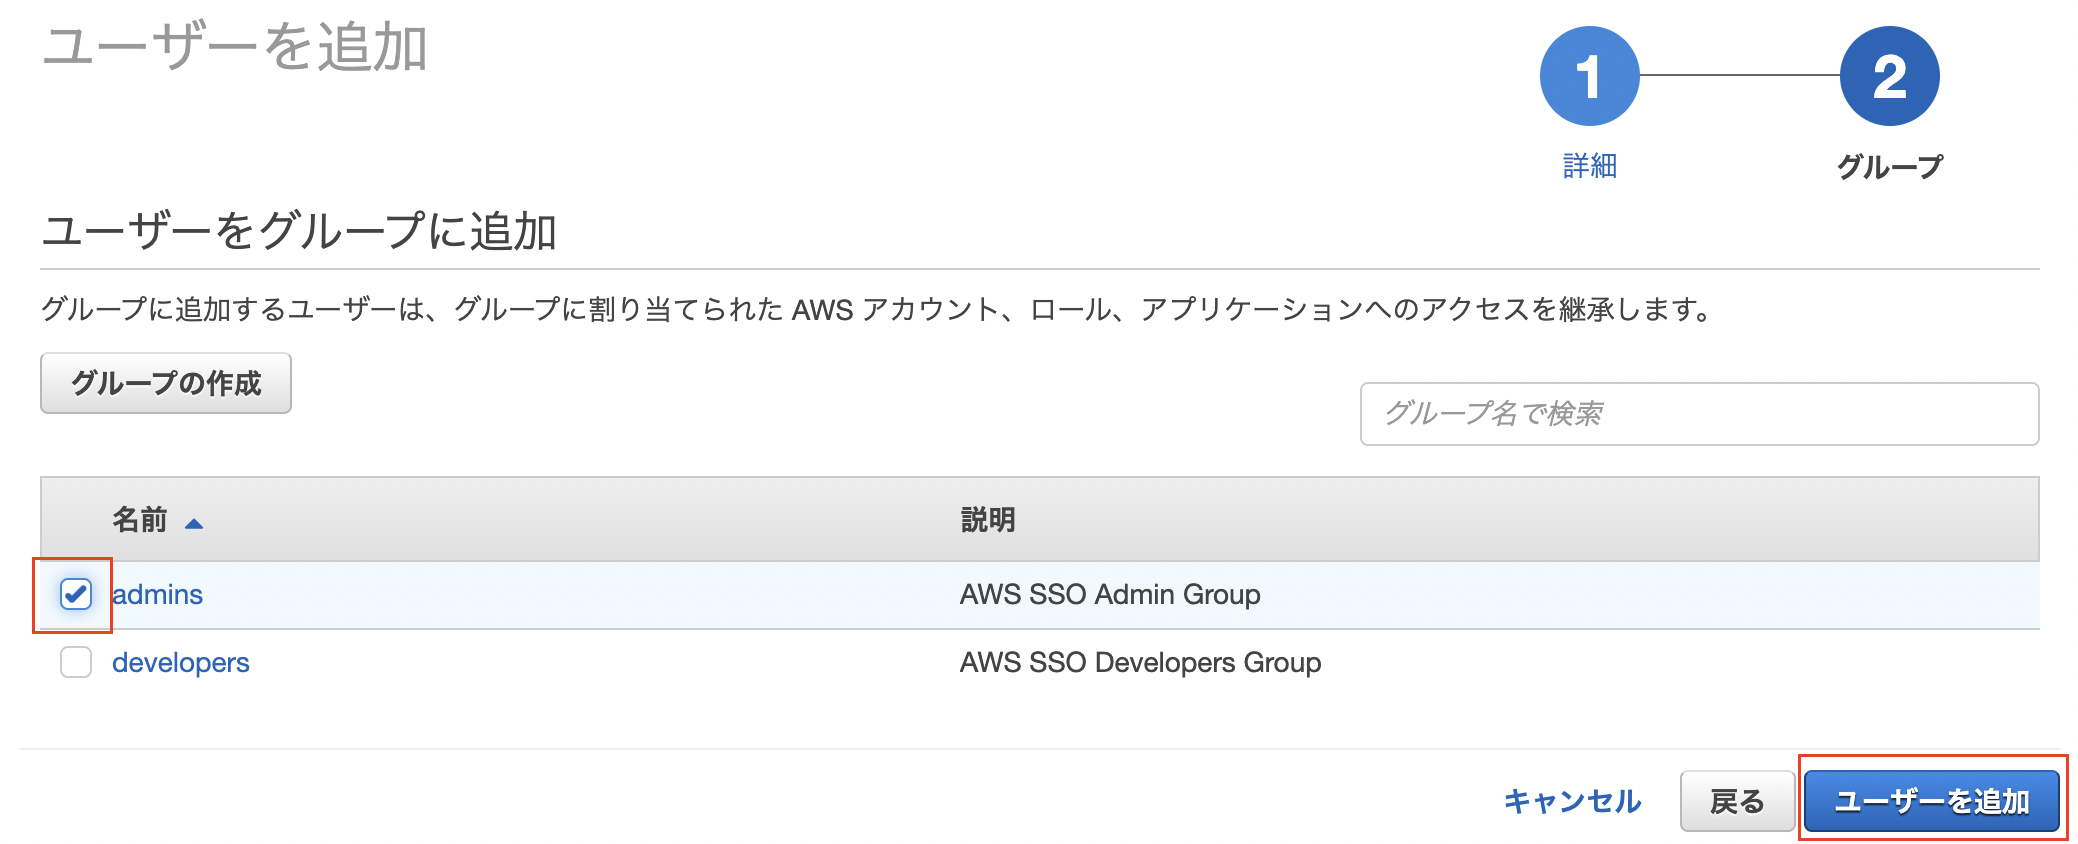 ユーザーを追加
1
2
詳細
グループ
ユーザーをグループに追加
グループに追加するユーザーは、グループに割り当てられた AWS アカウント、ロール、アプリケーションへのアクセスを継承します。
グループの作成
グループ名で検索
名前 説明
admins AWS SSO Admin Group
developers AWS SSO Developers Group
キャンセル 戻る ユーザーを追加